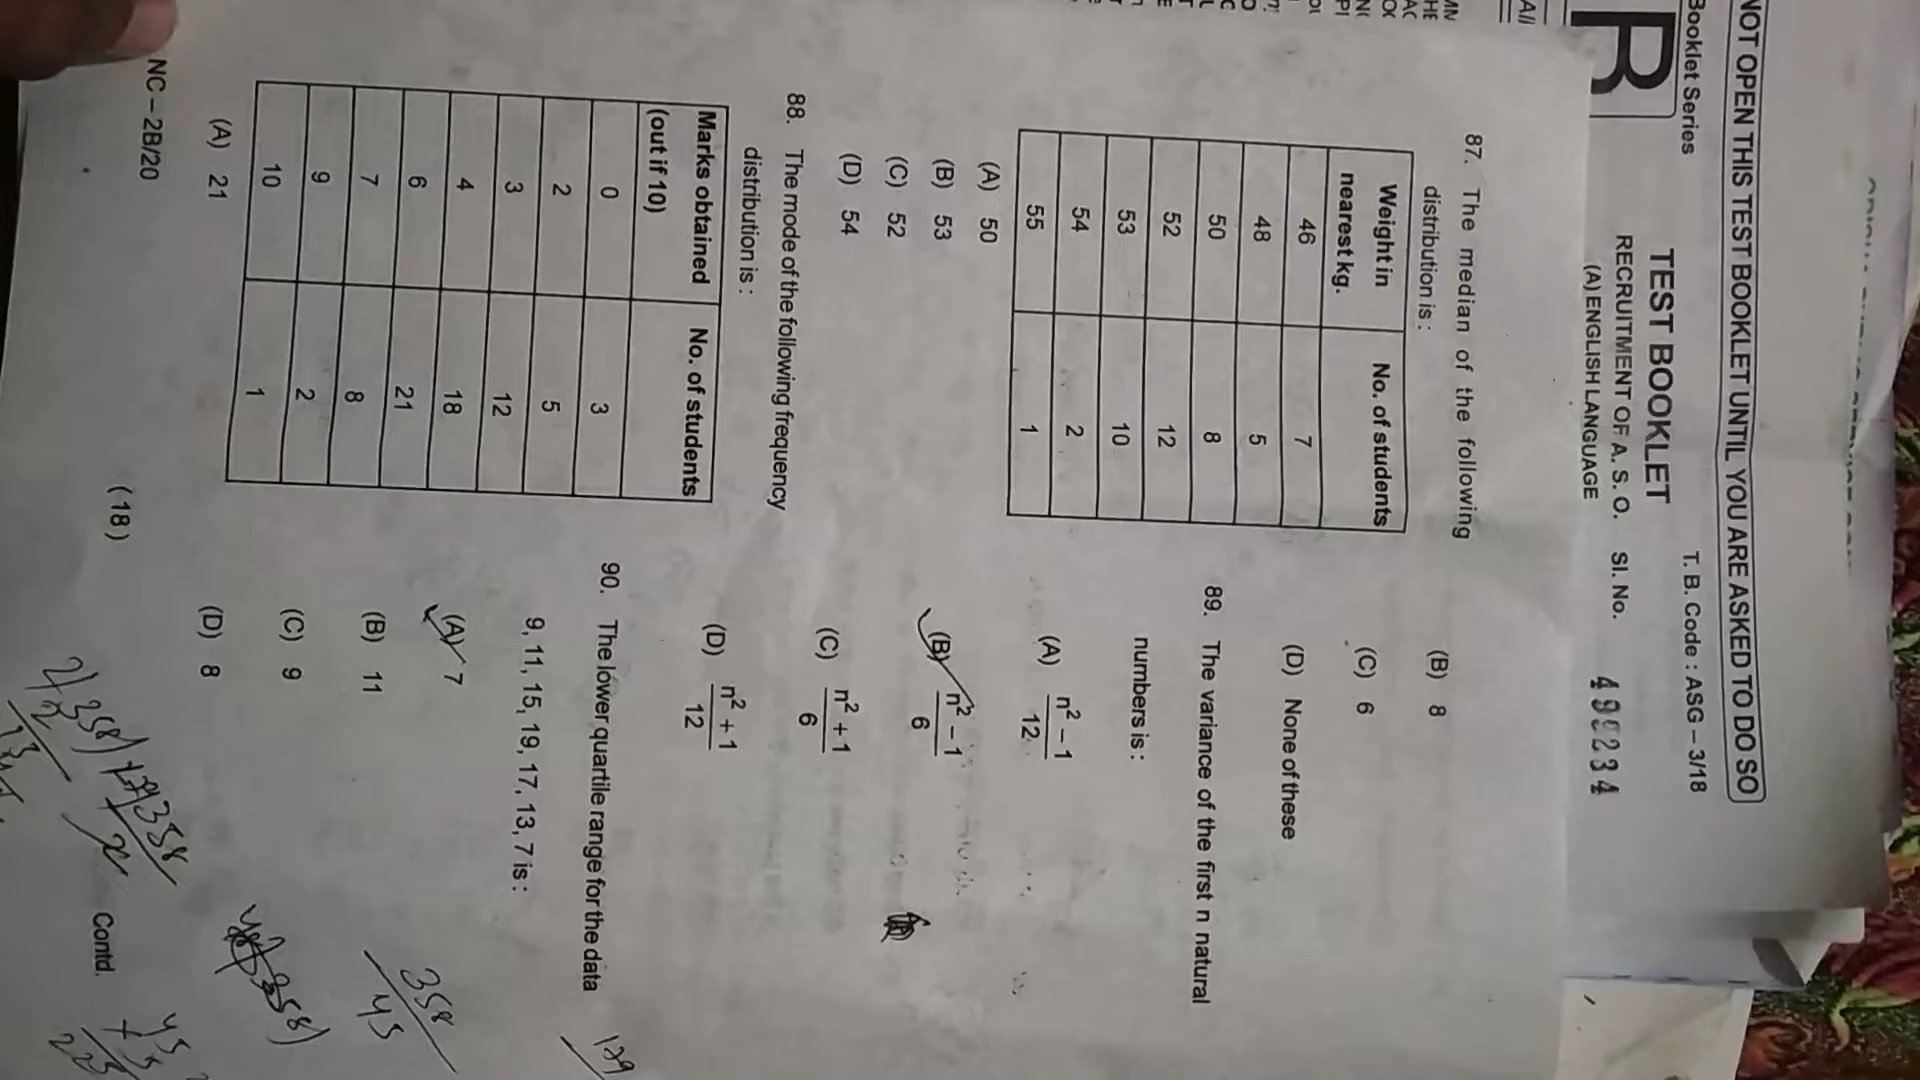 NOT OPEN THIS TEST BOOKLET UNTIL YOU ARE ASKED TO DO SO
Booklet Series
T. B. Code : ASG – 3/18
TEST BOOKLET
RECRUITMENT OF A. S. O.
Sl. No.
(A) ENGLISH LANGUAGE
87. The median of the following
distribution is :
Weight in
nearest kg.
No. of students
46 7
48 5
50 8
52 12
53 10
54 2
55 1
(A) 50
(B) 53
(C) 52
(D) 54
88. The mode of the following frequency
distribution is :
Marks obtained
(out if 10)
No. of students
0 3
2 5
3 12
4 18
6 21
7 8
9 2
10 1
(A) 21
(B) 8
(C) 6
(D) None of these
89. The variance of the first n natural
numbers is :
(A) n² – 1 / 12
(B) n² – 1 / 6
(C) n² + 1 / 6
(D) n² + 1 / 12
90. The lower quartile range for the data
9, 11, 15, 19, 17, 13, 7 is :
(A) 7
(B) 11
(C) 9
(D) 8
NC – 2B/20
(18)
Contd.
358
45
129